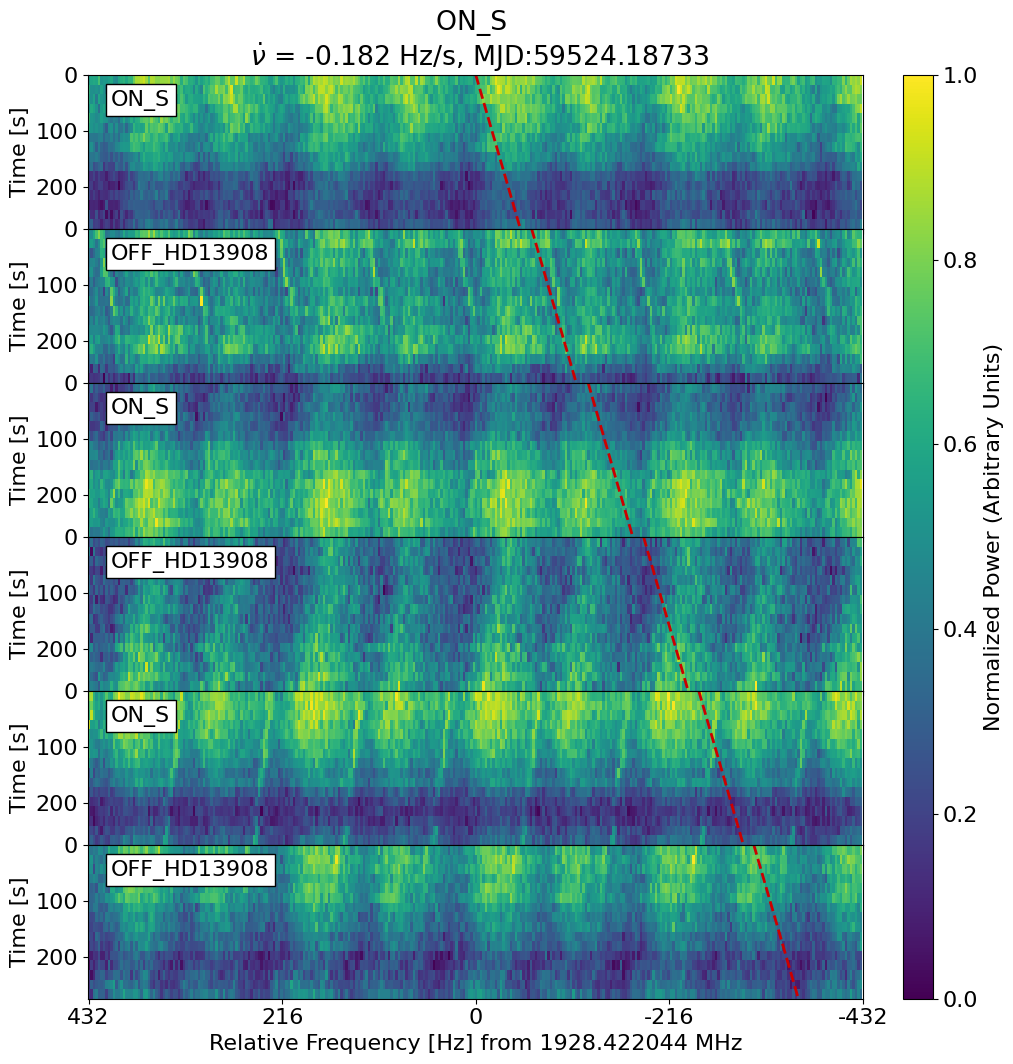 ON_S
ν̇ = -0.182 Hz/s, MJD:59524.18733
0
ON_S
100
200
Time [s]
0
OFF_HD13908
100
200
Time [s]
0
ON_S
100
200
Time [s]
0
OFF_HD13908
100
200
Time [s]
0
ON_S
100
200
Time [s]
0
OFF_HD13908
100
200
Time [s]
432 216 0 -216 -432
Relative Frequency [Hz] from 1928.422044 MHz
1.0
0.8
0.6
0.4
0.2
0.0
Normalized Power (Arbitrary Units)